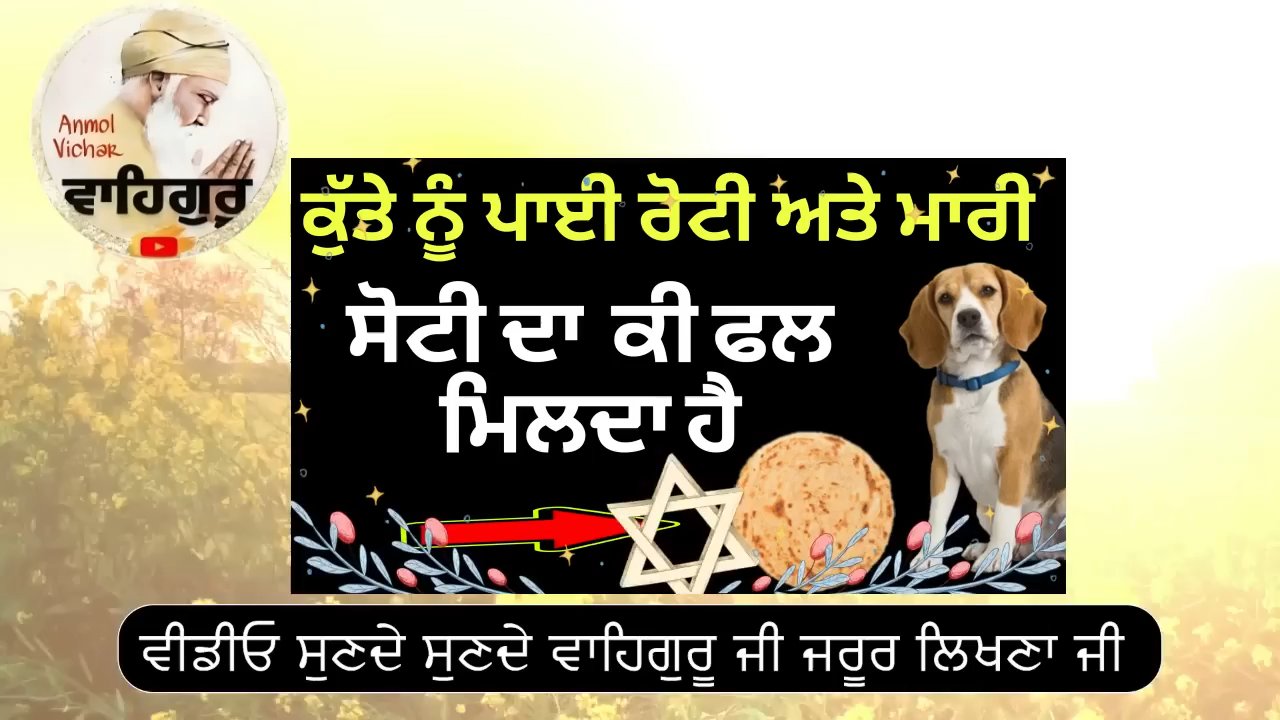 Anmol
Vichar
ਵਾਹਿਗੁਰੂ
ਕੁੱਤੇ ਨੂੰ ਪਾਈ ਰੋਟੀ ਅਤੇ ਮਾਰੀ
ਸੋਟੀ ਦਾ ਕੀ ਫਲ
ਮਿਲਦਾ ਹੈ
ਵੀਡੀਓ ਸੁਣਦੇ ਸੁਣਦੇ ਵਾਹਿਗੁਰੂ ਜੀ ਜਰੂਰ ਲਿਖਣਾ ਜੀ